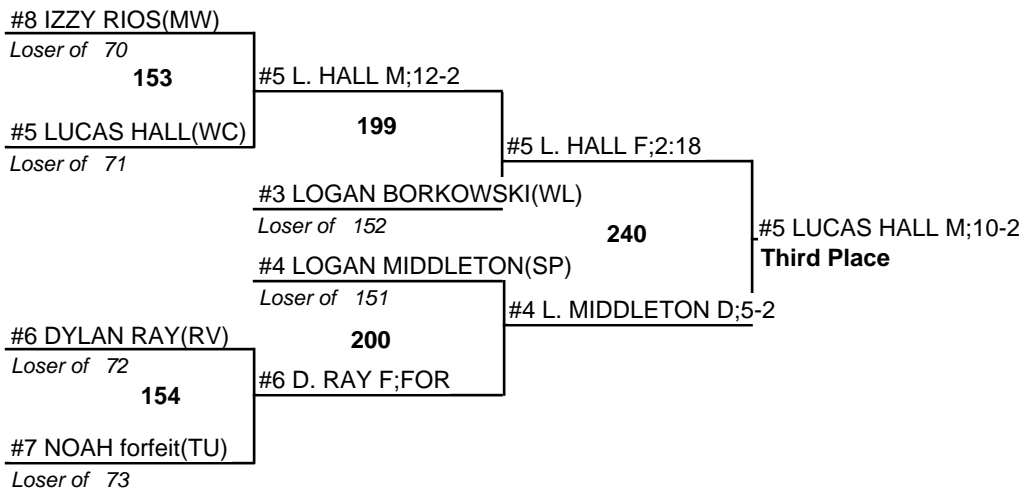 #8 IZZY RIOS(MW)
Loser of 70
153
#5 L. HALL M;12-2
#5 LUCAS HALL(WC)
Loser of 71
199
#5 L. HALL F;2:18
#3 LOGAN BORKOWSKI(WL)
Loser of 152
240
#5 LUCAS HALL M;10-2
Third Place
#4 LOGAN MIDDLETON(SP)
Loser of 151
#4 L. MIDDLETON D;5-2
200
#6 DYLAN RAY(RV)
Loser of 72
154
#6 D. RAY F;FOR
#7 NOAH forfeit(TU)
Loser of 73